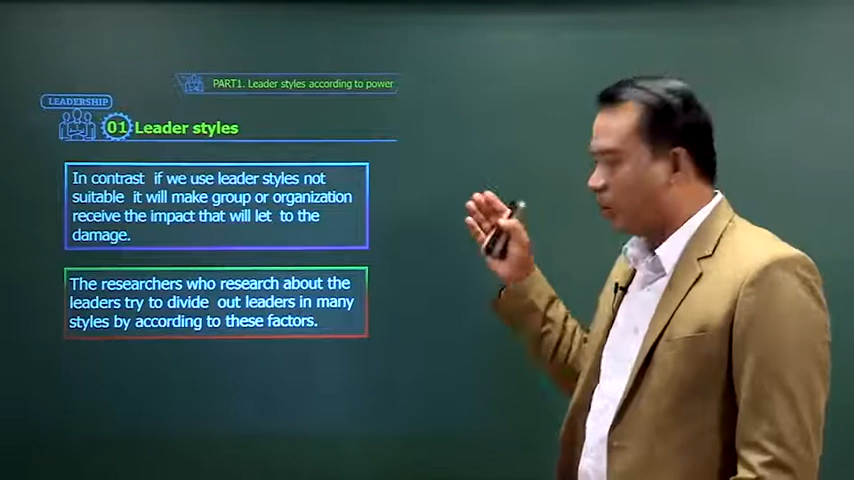 PART1. Leader styles according to power
LEADERSHIP
01 Leader styles
In contrast if we use leader styles not
suitable it will make group or organization
receive the impact that will let to the
damage.
The researchers who research about the
leaders try to divide out leaders in many
styles by according to these factors.